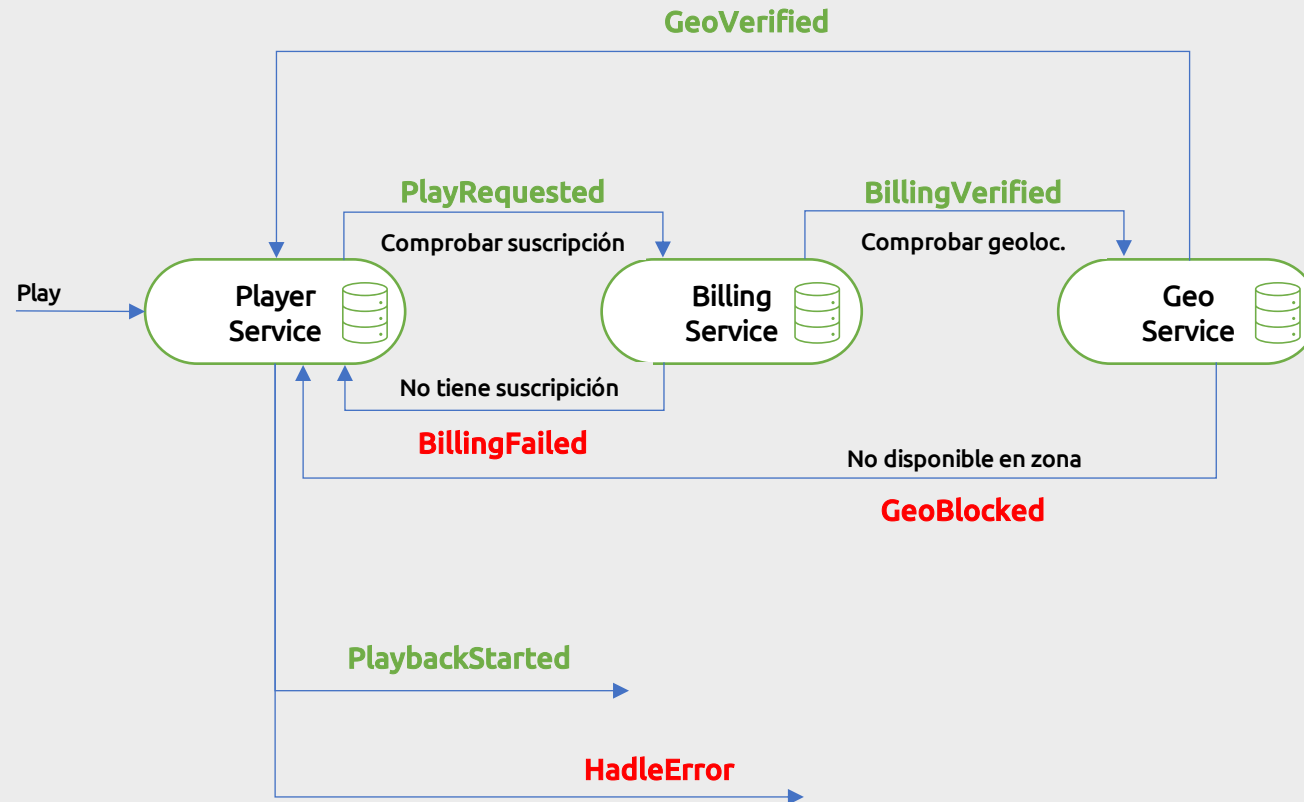 GeoVerified
PlayRequested
BillingVerified
Comprobar suscripción
Comprobar geoloc.
Play
Player
Service
Billing
Service
Geo
Service
No tiene suscripición
BillingFailed
No disponible en zona
GeoBlocked
PlaybackStarted
HadleError